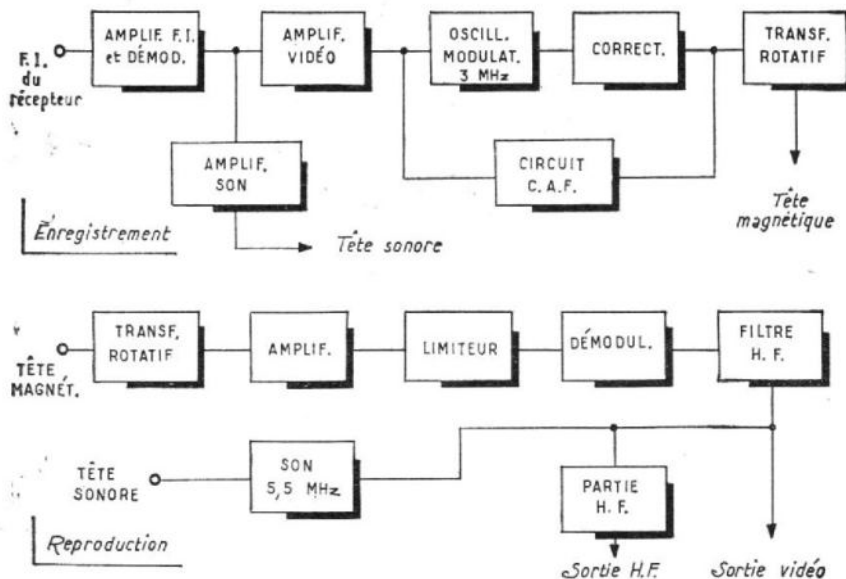 AMPLIF. F.I.
et DÉMOD.
AMPLIF.
VIDÉO
OSCILL.
MODULAT.
3 MHz
CORRECT.
TRANSF.
ROTATIF
F.I.
du
récepteur
AMPLIF.
SON
CIRCUIT
C.A.F.
Tête
magnétique
Enregistrement
Tête sonore
TRANSF.
ROTATIF
AMPLIF.
LIMITEUR
DÉMODUL.
FILTRE
H.F.
TÊTE
MAGNÉT.
TÊTE
SONORE
SON
5,5 MHz
PARTIE
H.F.
Reproduction
Sortie H.F.
Sortie vidéo